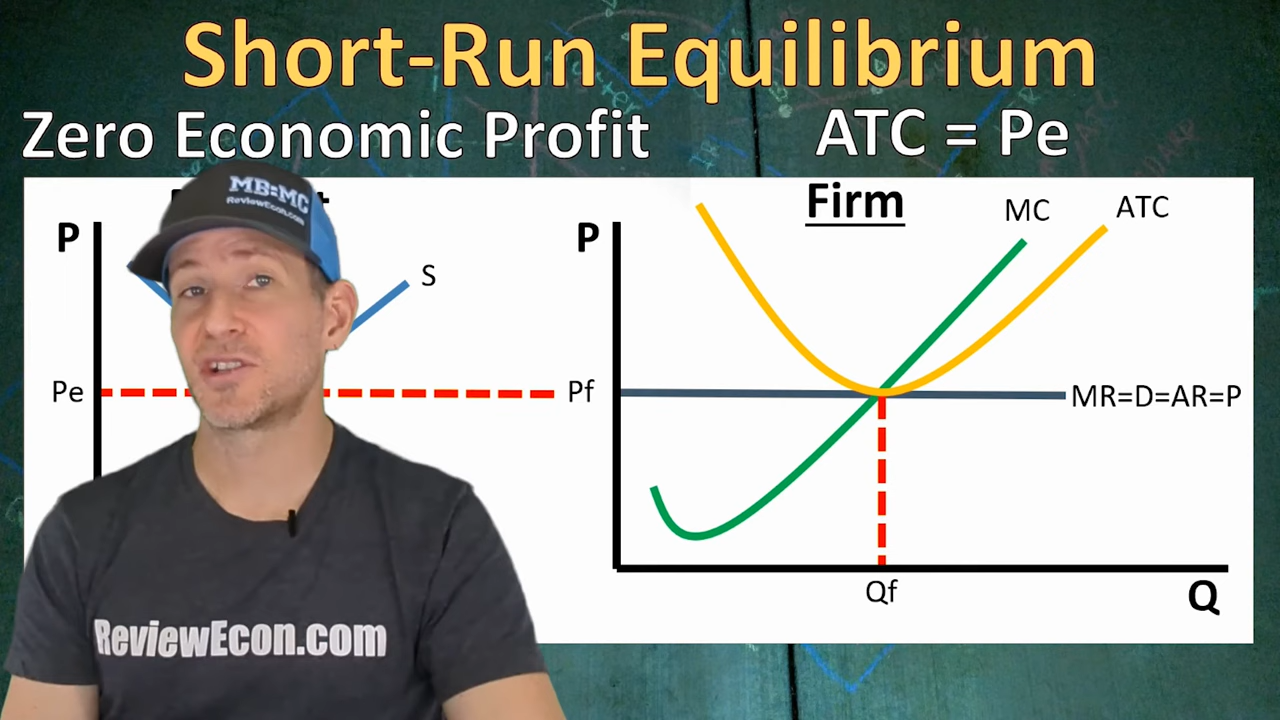 Short-Run Equilibrium
Zero Economic Profit
ATC = Pe
MB=MC
ReviewEcon.com
P
S
Pe
Pf
Firm
P
MC
ATC
MR=D=AR=P
Qf
Q
ReviewEcon.com